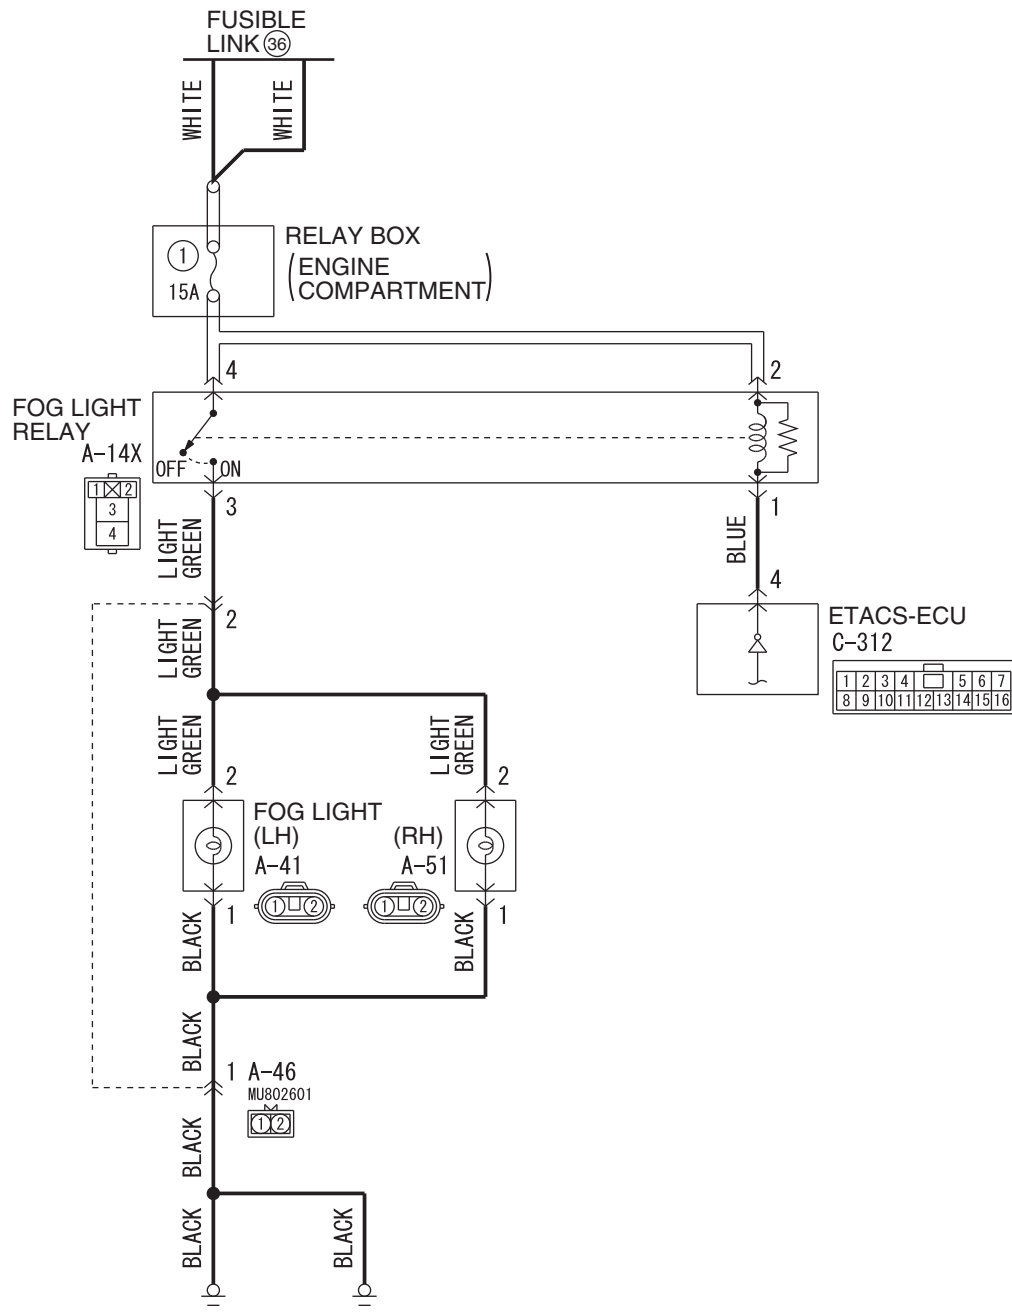 FUSIBLE
LINK 36
WHITE
WHITE
1
15A
RELAY BOX
(ENGINE
COMPARTMENT)
4
2
FOG LIGHT
RELAY
A-14X
OFF
ON
1 2
3
4
3
1
LIGHT
GREEN
BLUE
4
2
LIGHT
GREEN
ETACS-ECU
C-312
1 2 3 4 5 6 7
8 9 10 11 12 13 14 15 16
LIGHT
GREEN
LIGHT
GREEN
2
2
FOG LIGHT
(LH)
(RH)
A-41
A-51
1 2
1 2
1
1
BLACK
BLACK
BLACK
1 A-46
MU802601
1 2
BLACK
BLACK
BLACK